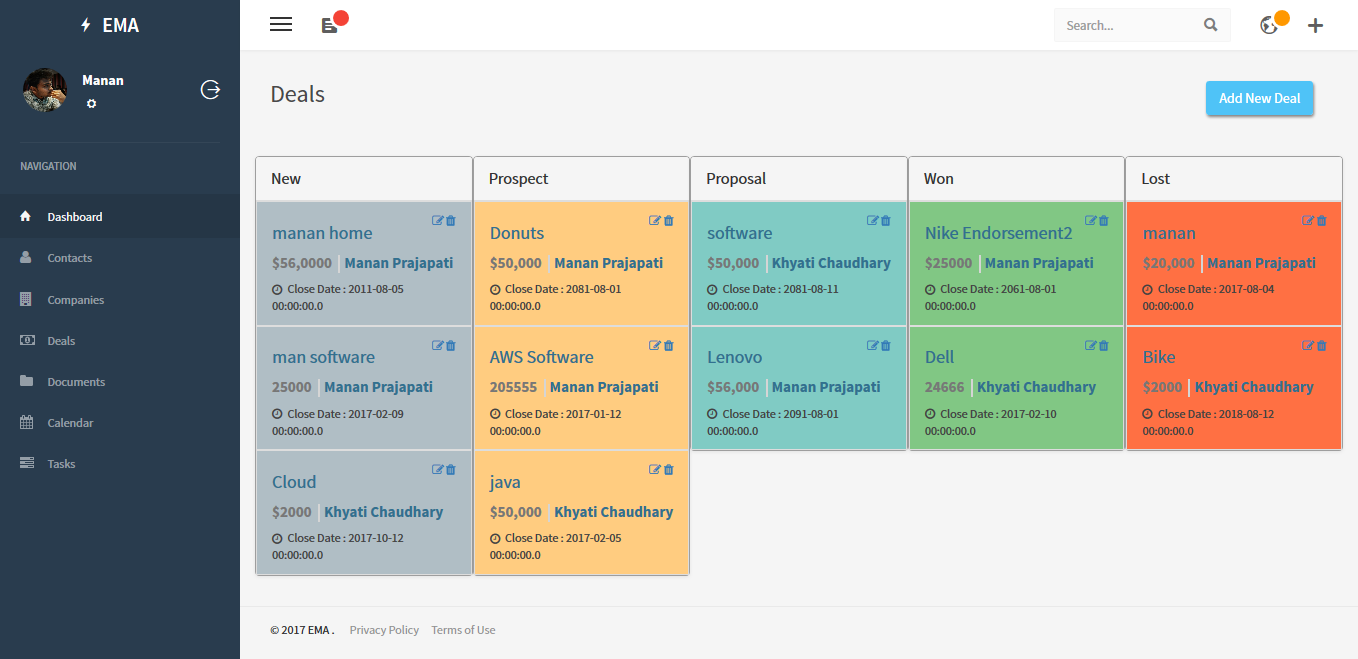 EMA
Search...
Manan
Deals
Add New Deal
NAVIGATION
Dashboard
Contacts
Companies
Deals
Documents
Calendar
Tasks
New
manan home
$56,0000 | Manan Prajapati
Close Date : 2011-08-05
00:00:00.0
man software
25000 | Manan Prajapati
Close Date : 2017-02-09
00:00:00.0
Cloud
$2000 | Khyati Chaudhary
Close Date : 2017-10-12
00:00:00.0
Prospect
Donuts
$50,000 | Manan Prajapati
Close Date : 2081-08-01
00:00:00.0
AWS Software
205555 | Manan Prajapati
Close Date : 2017-01-12
00:00:00.0
java
$50,000 | Khyati Chaudhary
Close Date : 2017-02-05
00:00:00.0
Proposal
software
$50,000 | Khyati Chaudhary
Close Date : 2081-08-11
00:00:00.0
Lenovo
$56,000 | Manan Prajapati
Close Date : 2091-08-01
00:00:00.0
Won
Nike Endorsement2
$25000 | Manan Prajapati
Close Date : 2061-08-01
00:00:00.0
Dell
24666 | Khyati Chaudhary
Close Date : 2017-02-10
00:00:00.0
Lost
manan
$20,000 | Manan Prajapati
Close Date : 2017-08-04
00:00:00.0
Bike
$2000 | Khyati Chaudhary
Close Date : 2018-08-12
00:00:00.0
© 2017 EMA . Privacy Policy Terms of Use